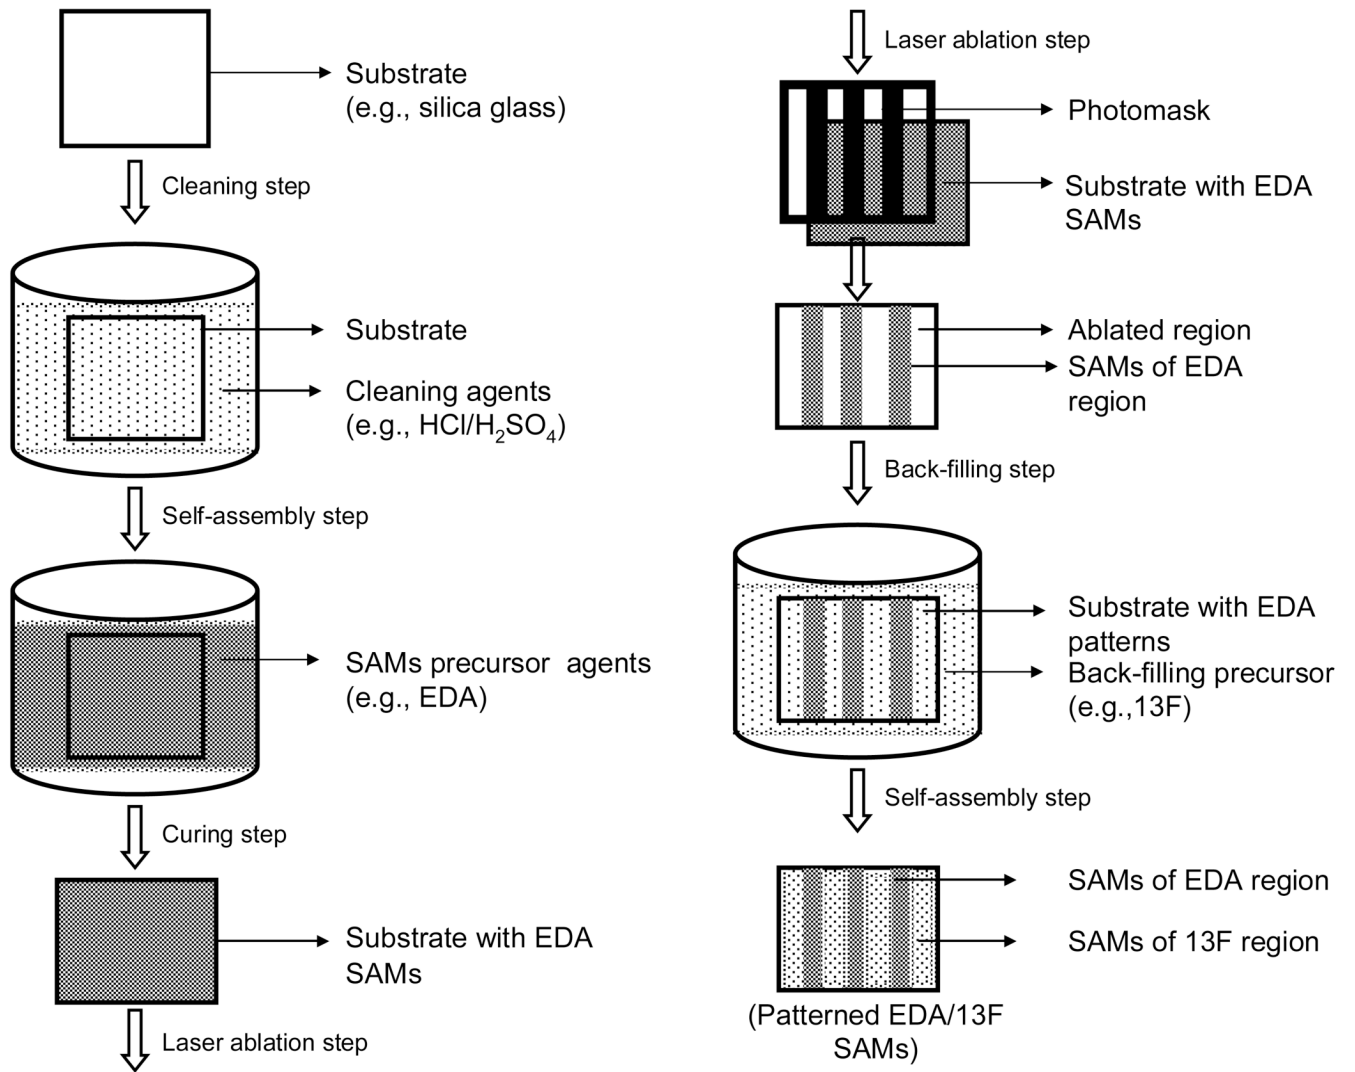 Substrate
(e.g., silica glass)
Cleaning step
Substrate
Cleaning agents
(e.g., HCl/H₂SO₄)
Self-assembly step
SAMs precursor agents
(e.g., EDA)
Curing step
Substrate with EDA
SAMs
Laser ablation step
Laser ablation step
Photomask
Substrate with EDA
SAMs
Ablated region
SAMs of EDA
region
Back-filling step
Substrate with EDA
patterns
Back-filling precursor
(e.g.,13F)
Self-assembly step
SAMs of EDA region
SAMs of 13F region
(Patterned EDA/13F
SAMs)